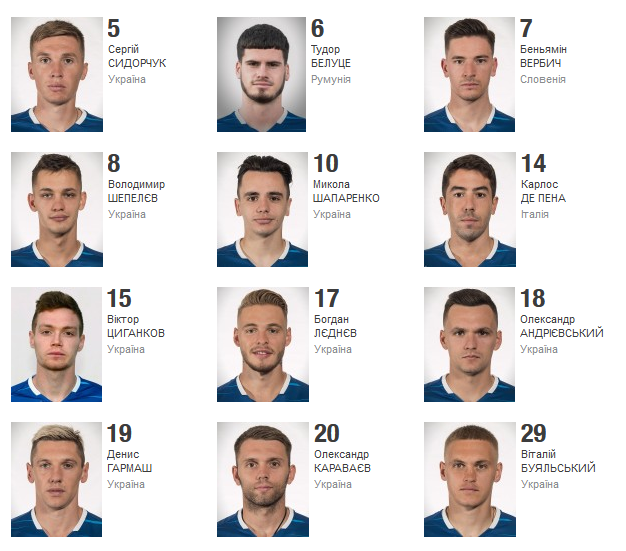 5
Сергій
СИДОРЧУК
Україна
6
Тудор
БЕЛУЦЕ
Румунія
7
Беньямін
ВЕРБИЧ
Словенія
8
Володимир
ШЕПЕЛЄВ
Україна
10
Микола
ШАПАРЕНКО
Україна
14
Карлос
ДЕ ПЕНА
Італія
15
Віктор
ЦИГАНКОВ
Україна
17
Богдан
ЛЄДНЄВ
Україна
18
Олександр
АНДРІЄВСЬКИЙ
Україна
19
Денис
ГАРМАШ
Україна
20
Олександр
КАРАВАЄВ
Україна
29
Віталій
БУЯЛЬСЬКИЙ
Україна